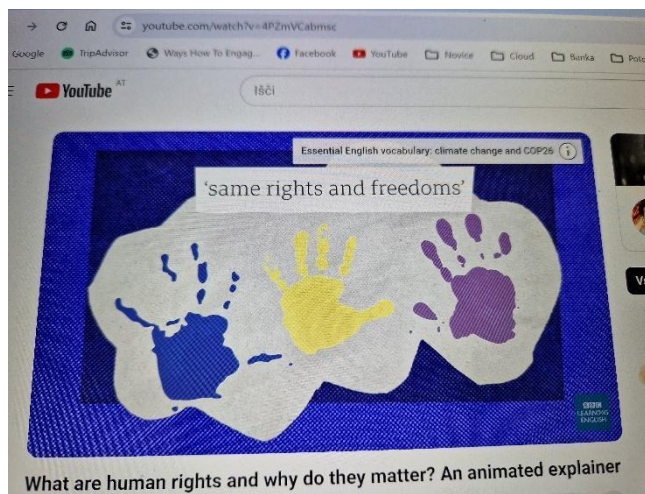 youtube.com/watch?v=4PZmVCabmsc
Google TripAdvisor Ways How To Engag... Facebook YouTube Novice Cloud Banka
YouTube AT
Išči
Essential English vocabulary: climate change and COP26
'same rights and freedoms'
BBC
LEARNING
ENGLISH
What are human rights and why do they matter? An animated explainer